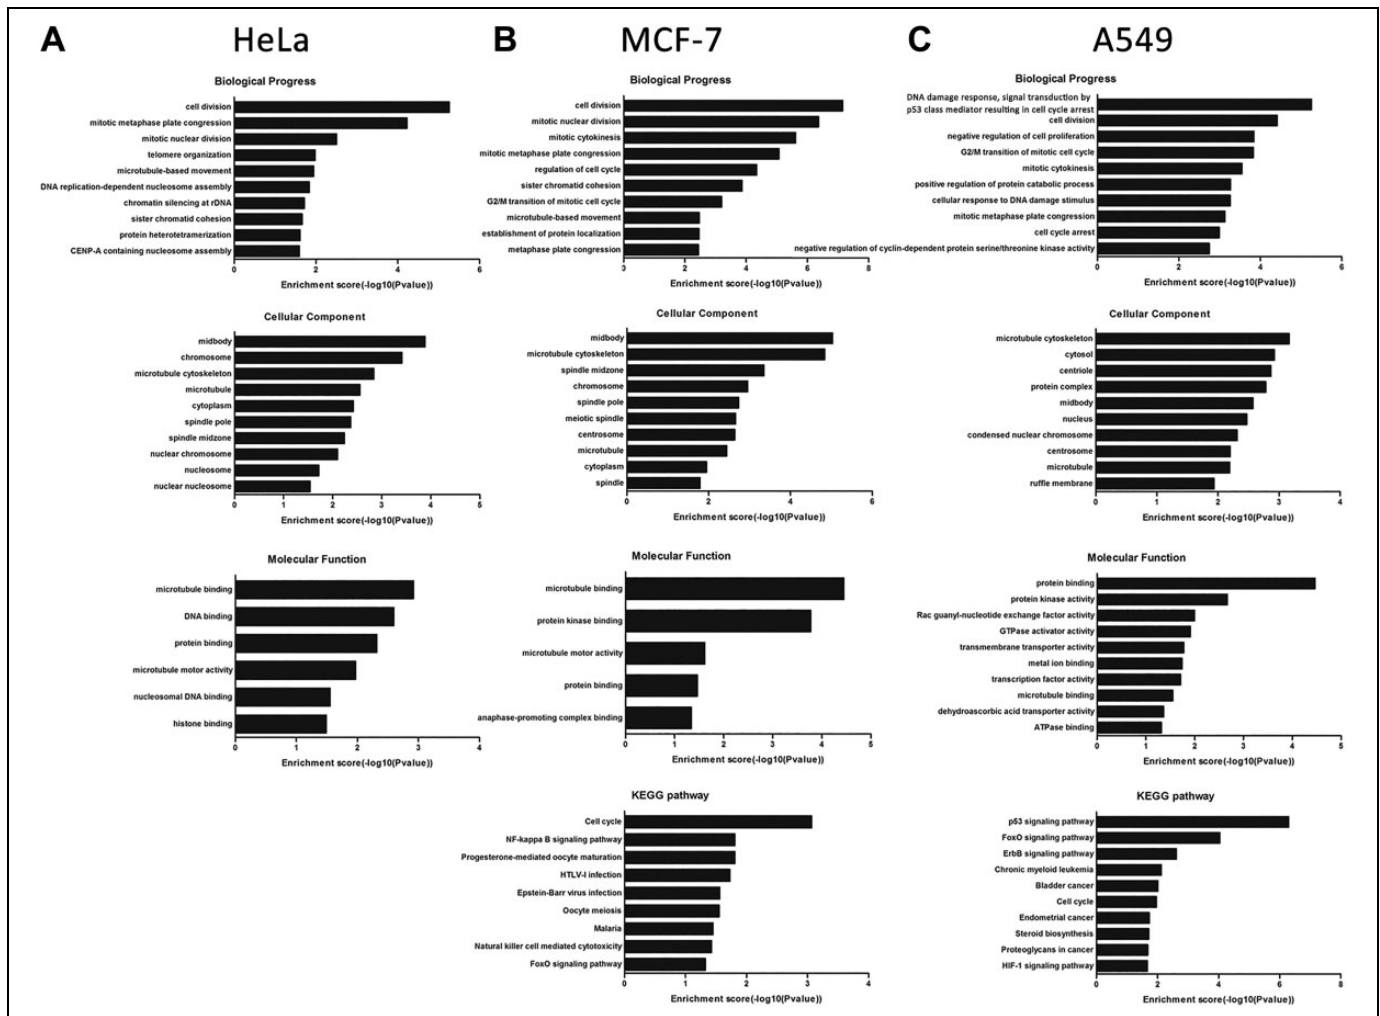 A
HeLa
Biological Progress
cell division
mitotic metaphase plate congression
mitotic nuclear division
telomere organization
microtubule-based movement
DNA replication-dependent nucleosome assembly
chromatin silencing at rDNA
sister chromatid cohesion
protein heterotetramerization
CENP-A containing nucleosome assembly
0 2 4 6
Enrichment score(-log10(Pvalue))
Cellular Component
midbody
chromosome
microtubule cytoskeleton
microtubule
cytoplasm
spindle pole
spindle midzone
nuclear chromosome
nucleosome
nuclear nucleosome
0 1 2 3 4 5
Enrichment score(-log10(Pvalue))
Molecular Function
microtubule binding
DNA binding
protein binding
microtubule motor activity
nucleosomal DNA binding
histone binding
0 1 2 3 4
Enrichment score(-log10(Pvalue))
B
MCF-7
Biological Progress
cell division
mitotic nuclear division
mitotic cytokinesis
mitotic metaphase plate congression
regulation of cell cycle
sister chromatid cohesion
G2/M transition of mitotic cell cycle
microtubule-based movement
establishment of protein localization
metaphase plate congression
0 2 4 6 8
Enrichment score(-log10(Pvalue))
Cellular Component
midbody
microtubule cytoskeleton
spindle midzone
chromosome
spindle pole
meiotic spindle
centrosome
microtubule
cytoplasm
spindle
0 2 4 6
Enrichment score(-log10(Pvalue))
Molecular Function
microtubule binding
protein kinase binding
microtubule motor activity
protein binding
anaphase-promoting complex binding
0 1 2 3 4 5
Enrichment score(-log10(Pvalue))
KEGG pathway
Cell cycle
NF-kappa B signaling pathway
Progesterone-mediated oocyte maturation
HTLV-I infection
Epstein-Barr virus infection
Oocyte meiosis
Malaria
Natural killer cell mediated cytotoxicity
FoxO signaling pathway
0 1 2 3 4
Enrichment score(-log10(Pvalue))
C
A549
Biological Progress
DNA damage response, signal transduction by
p53 class mediator resulting in cell cycle arrest
cell division
negative regulation of cell proliferation
G2/M transition of mitotic cell cycle
mitotic cytokinesis
positive regulation of protein catabolic process
cellular response to DNA damage stimulus
mitotic metaphase plate congression
cell cycle arrest
negative regulation of cyclin-dependent protein serine/threonine kinase activity
0 2 4 6
Enrichment score(-log10(Pvalue))
Cellular Component
microtubule cytoskeleton
cytosol
centriole
protein complex
midbody
nucleus
condensed nuclear chromosome
centrosome
microtubule
ruffle membrane
0 1 2 3 4
Enrichment score(-log10(Pvalue))
Molecular Function
protein binding
protein kinase activity
Rac guanyl-nucleotide exchange factor activity
GTPase activator activity
transmembrane transporter activity
metal ion binding
transcription factor activity
microtubule binding
dehydroascorbic acid transporter activity
ATPase binding
0 1 2 3 4 5
Enrichment score(-log10(Pvalue))
KEGG pathway
p53 signaling pathway
FoxO signaling pathway
ErbB signaling pathway
Chronic myeloid leukemia
Bladder cancer
Cell cycle
Endometrial cancer
Steroid biosynthesis
Proteoglycans in cancer
HIF-1 signaling pathway
0 2 4 6 8
Enrichment score(-log10(Pvalue))